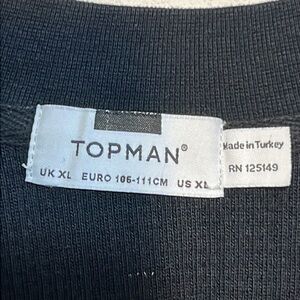 TOPMAN®
UK XL EURO 106-111CM US XL
Made in Turkey
RN 125149